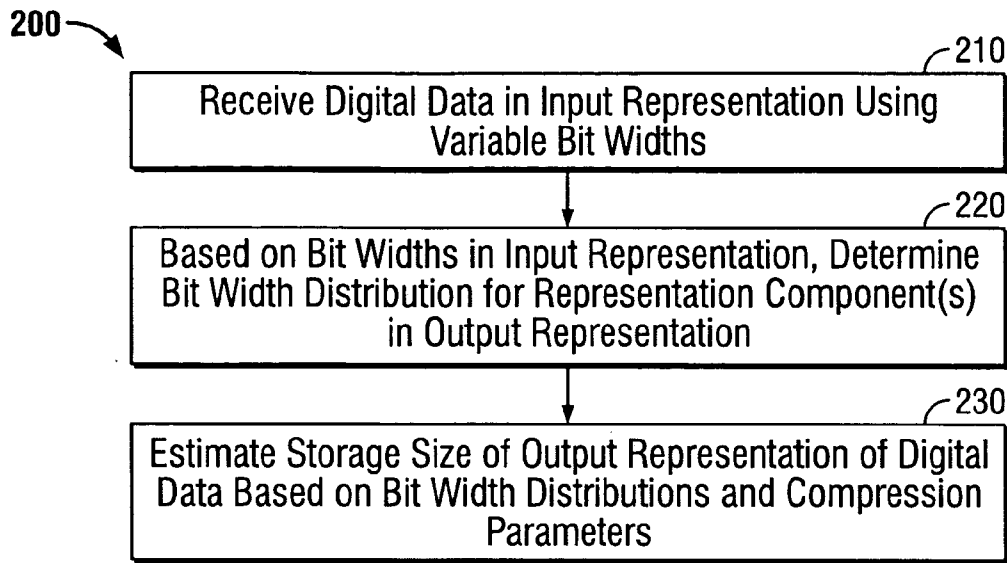 200
210
Receive Digital Data in Input Representation Using
Variable Bit Widths
220
Based on Bit Widths in Input Representation, Determine
Bit Width Distribution for Representation Component(s)
in Output Representation
230
Estimate Storage Size of Output Representation of Digital
Data Based on Bit Width Distributions and Compression
Parameters